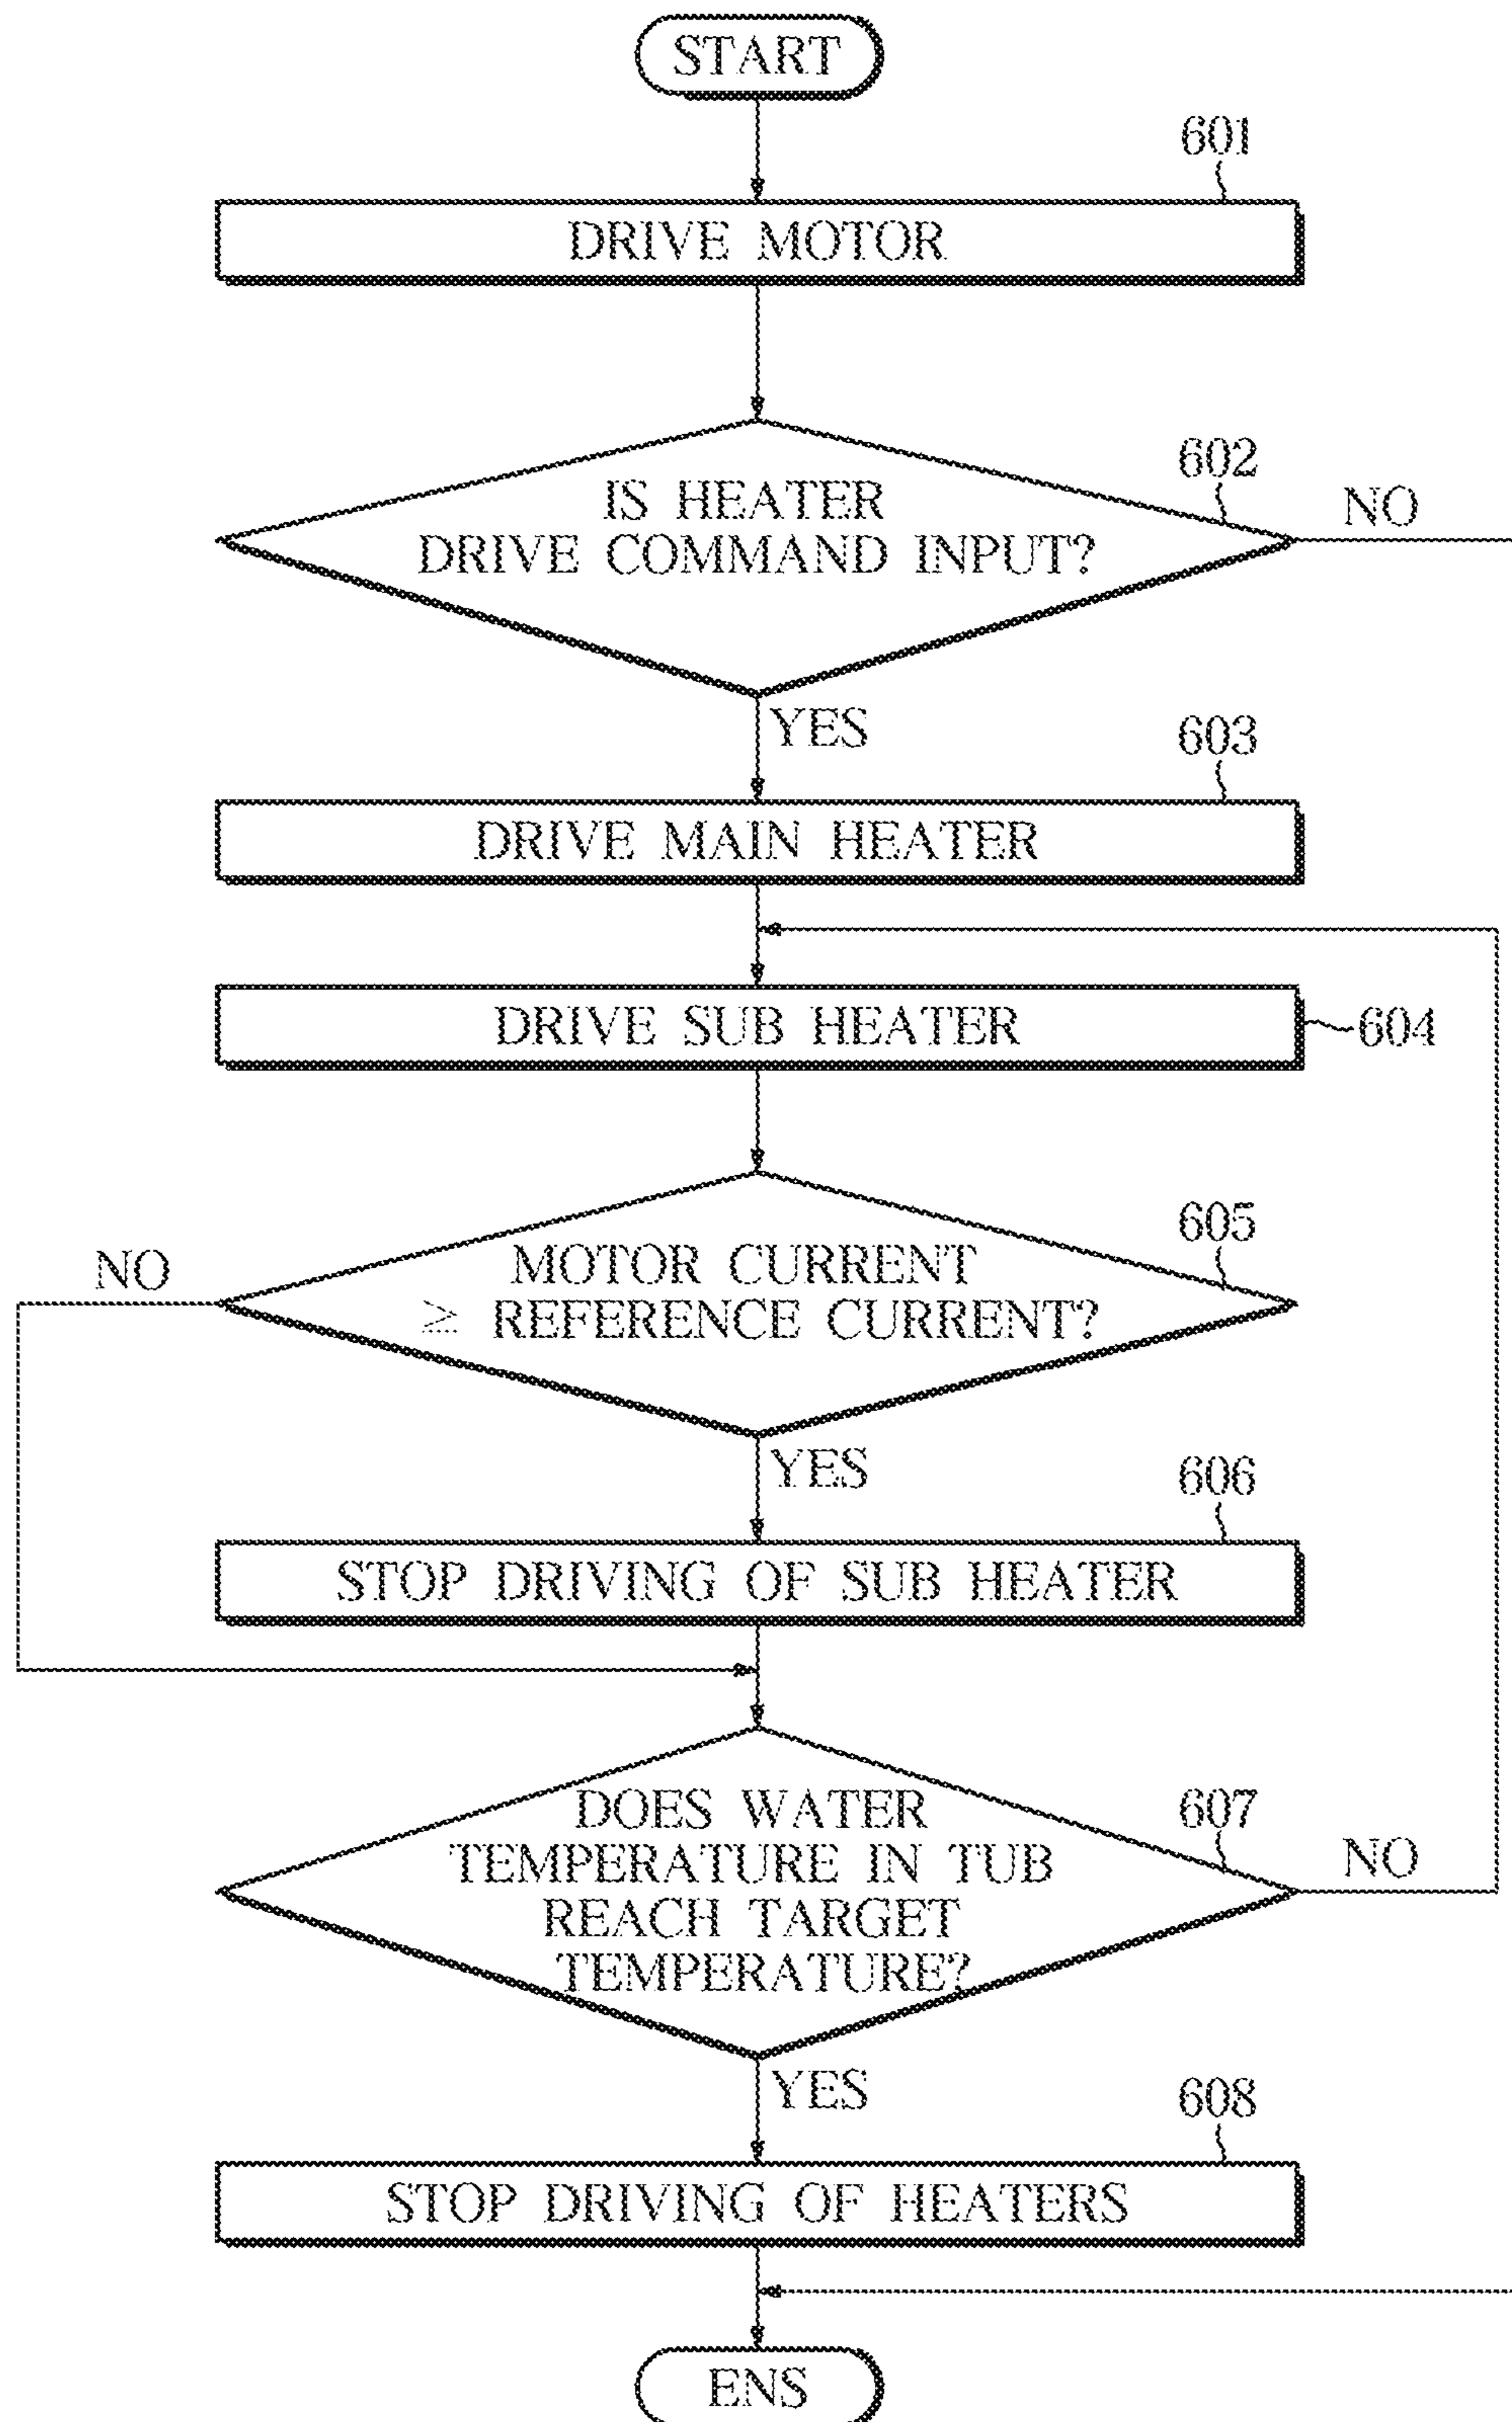 START
601
DRIVE MOTOR
602
IS HEATER
DRIVE COMMAND INPUT?
NO
YES
603
DRIVE MAIN HEATER
DRIVE SUB HEATER
604
605
MOTOR CURRENT
≥ REFERENCE CURRENT?
NO
YES
606
STOP DRIVING OF SUB HEATER
607
DOES WATER
TEMPERATURE IN TUB
REACH TARGET
TEMPERATURE?
NO
YES
608
STOP DRIVING OF HEATERS
ENS